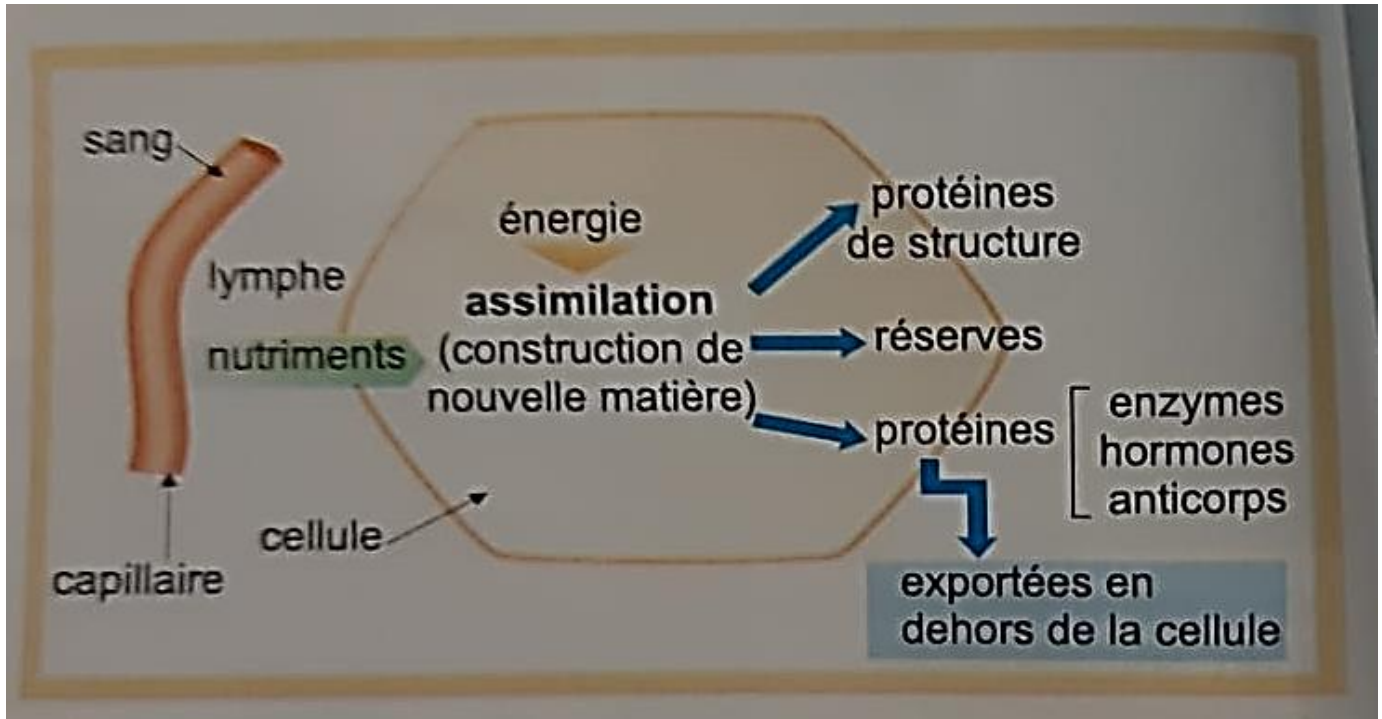 sang
lymphe
nutriments
capillaire
cellule
énergie
assimilation
(construction de
nouvelle matière)
protéines
de structure
réserves
protéines
enzymes
hormones
anticorps
exportées en
dehors de la cellule